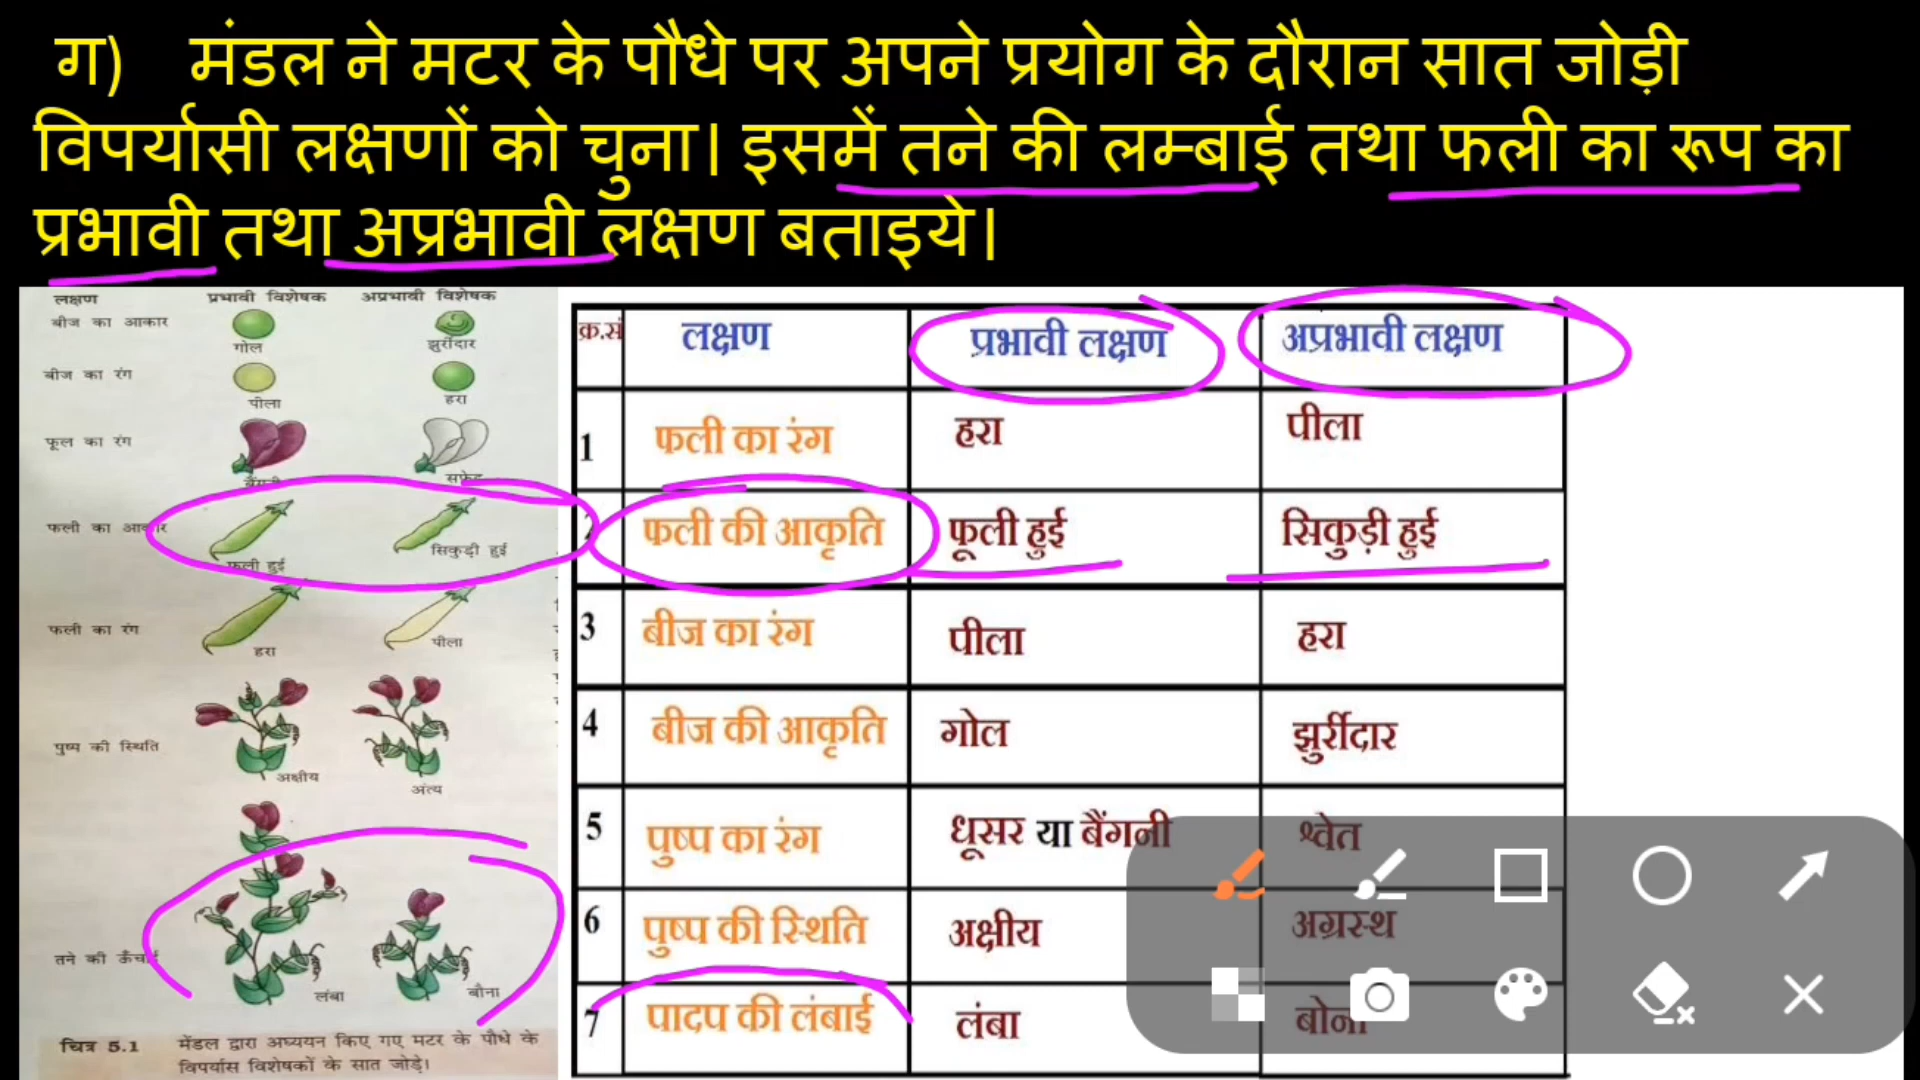 ग) मंडल ने मटर के पौधे पर अपने प्रयोग के दौरान सात जोड़ी
विपर्यासी लक्षणों को चुना। इसमें तने की लम्बाई तथा फली का रूप का
प्रभावी तथा अप्रभावी लक्षण बताइये।
लक्षण प्रभावी विशेषक अप्रभावी विशेषक
बीज का आकार
गोल झुर्रीदार
बीज का रंग
पीला हरा
फूल का रंग
सफेद
फली का आकार
फूली हुई सिकुड़ी हुई
फली का रंग
हरा पीला
पुष्प की स्थिति
अक्षीय अंत्य
तने की ऊँचाई
लंबा बौना
चित्र 5.1 मेंडल द्वारा अध्ययन किए गए मटर के पौधे के
विपर्यास विशेषकों के सात जोड़े।
क्र.सं लक्षण प्रभावी लक्षण अप्रभावी लक्षण
1 फली का रंग हरा पीला
2 फली की आकृति फूली हुई सिकुड़ी हुई
3 बीज का रंग पीला हरा
4 बीज की आकृति गोल झुर्रीदार
5 पुष्प का रंग धूसर या बैंगनी श्वेत
6 पुष्प की स्थिति अक्षीय अग्रस्थ
7 पादप की लंबाई लंबा बोना